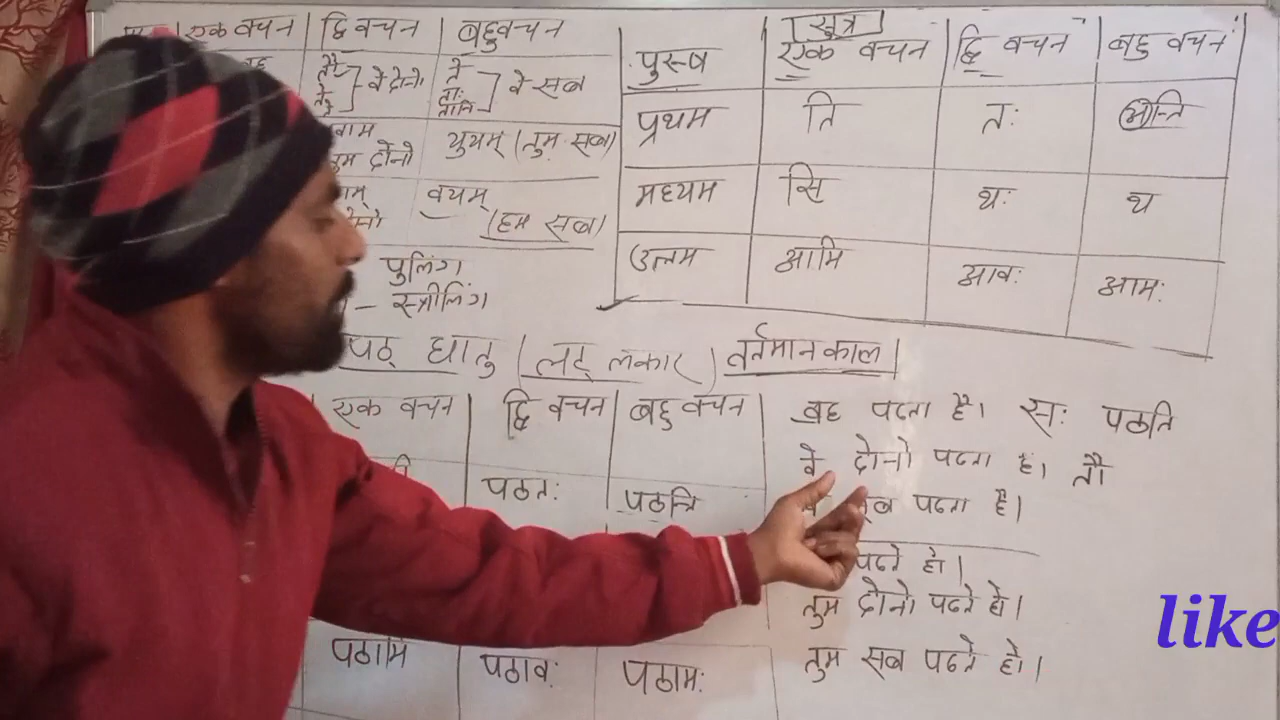 एक वचन द्वि वचन बहुवचन
ते वे दोनो ते ताः तानि वे सब
तुम दोनो युयम् (तुम सब)
वयम् (हम सब)
पुलिंग
– स्त्रीलिंग
सूत्र
पुरुष एक वचन द्वि वचन बहु वचन
प्रथम ति तः अन्ति
मध्यम सि थः थ
उत्तम आमि आवः आमः
पठ् धातु (लट् लकार) वर्तमान काल
एक वचन द्वि वचन बहु वचन
पठतः पठन्ति
पठामि पठावः पठामः
वह पढता है। सः पठति
वे दोनो पढता है। तौ
सब पढता है।
पढते हो।
तुम दोनो पढते हो।
तुम सब पढते हो।
like